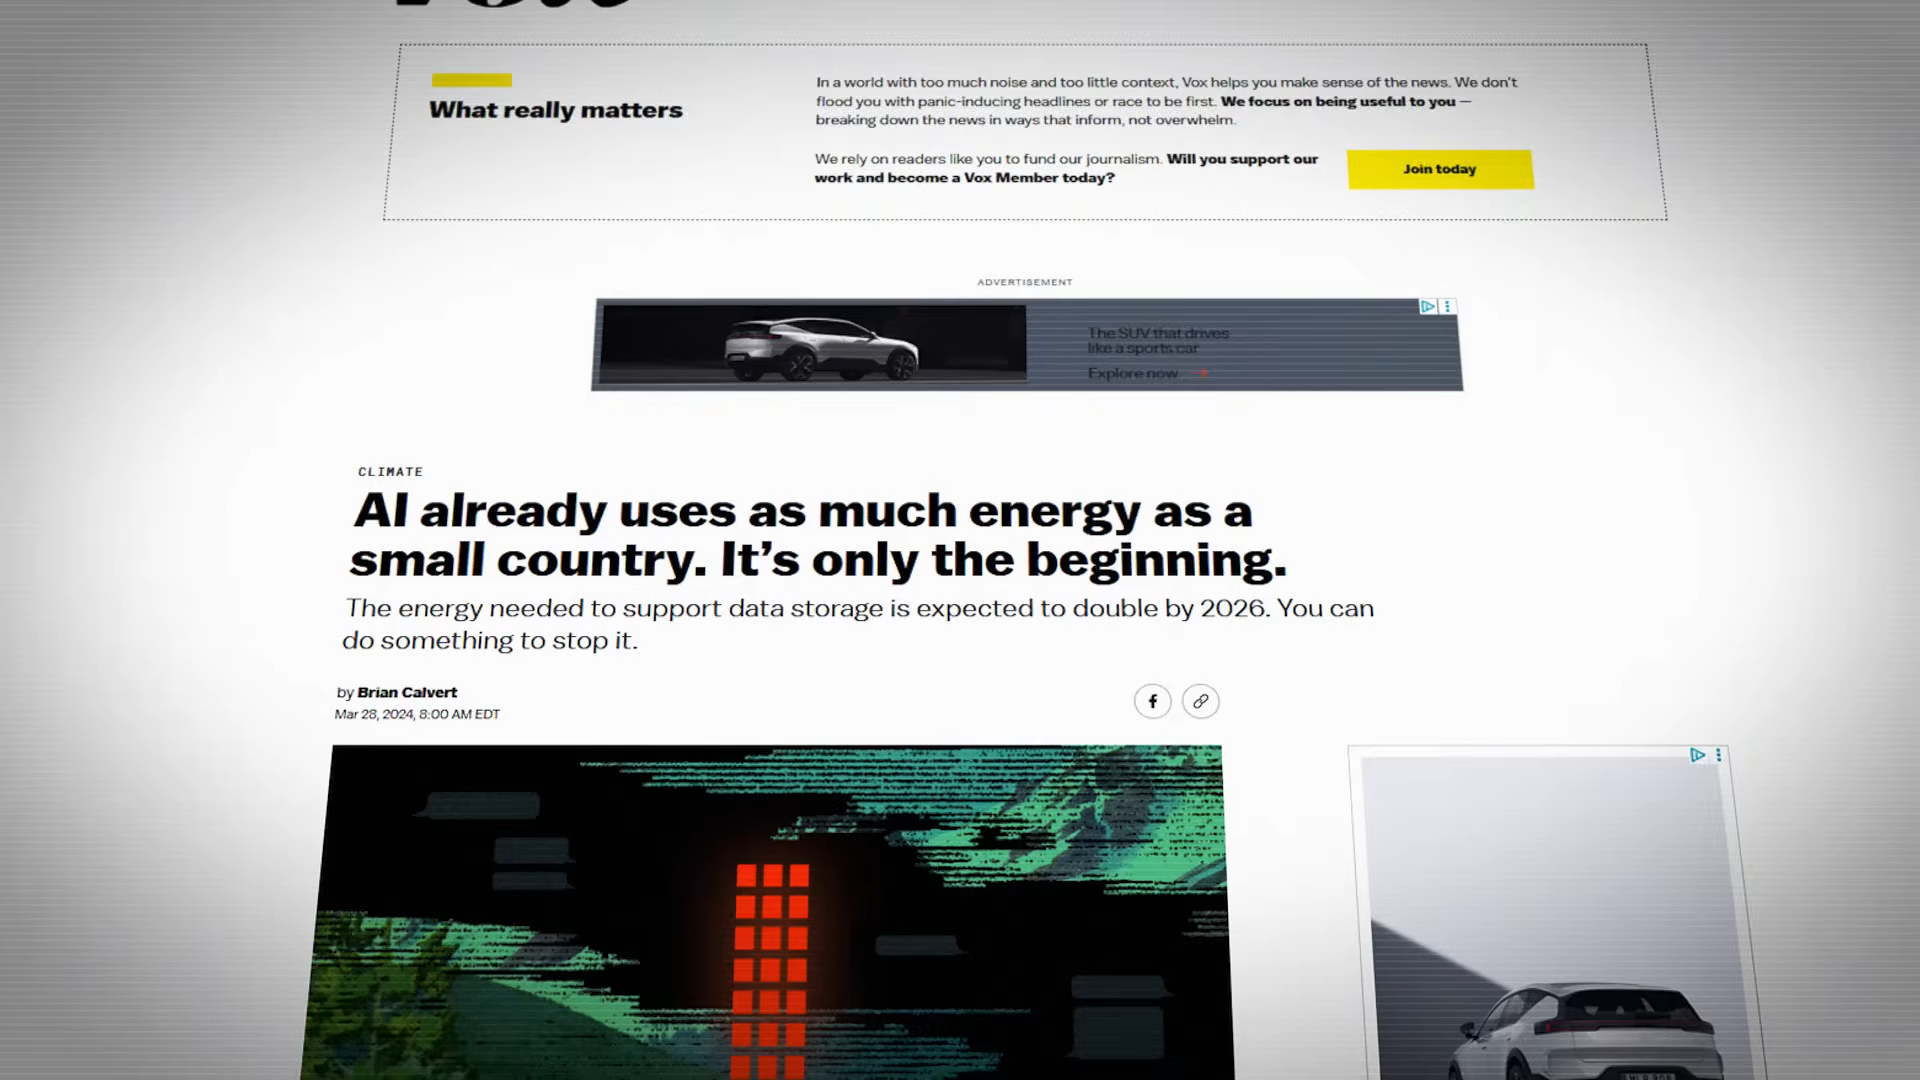 What really matters
In a world with too much noise and too little context, Vox helps you make sense of the news. We don't
flood you with panic-inducing headlines or race to be first. We focus on being useful to you —
breaking down the news in ways that inform, not overwhelm.
We rely on readers like you to fund our journalism. Will you support our
work and become a Vox Member today?
Join today
ADVERTISEMENT
The SUV that drives
like a sports car
Explore now
CLIMATE
AI already uses as much energy as a
small country. It’s only the beginning.
The energy needed to support data storage is expected to double by 2026. You can
do something to stop it.
by Brian Calvert
Mar 28, 2024, 8:00 AM EDT